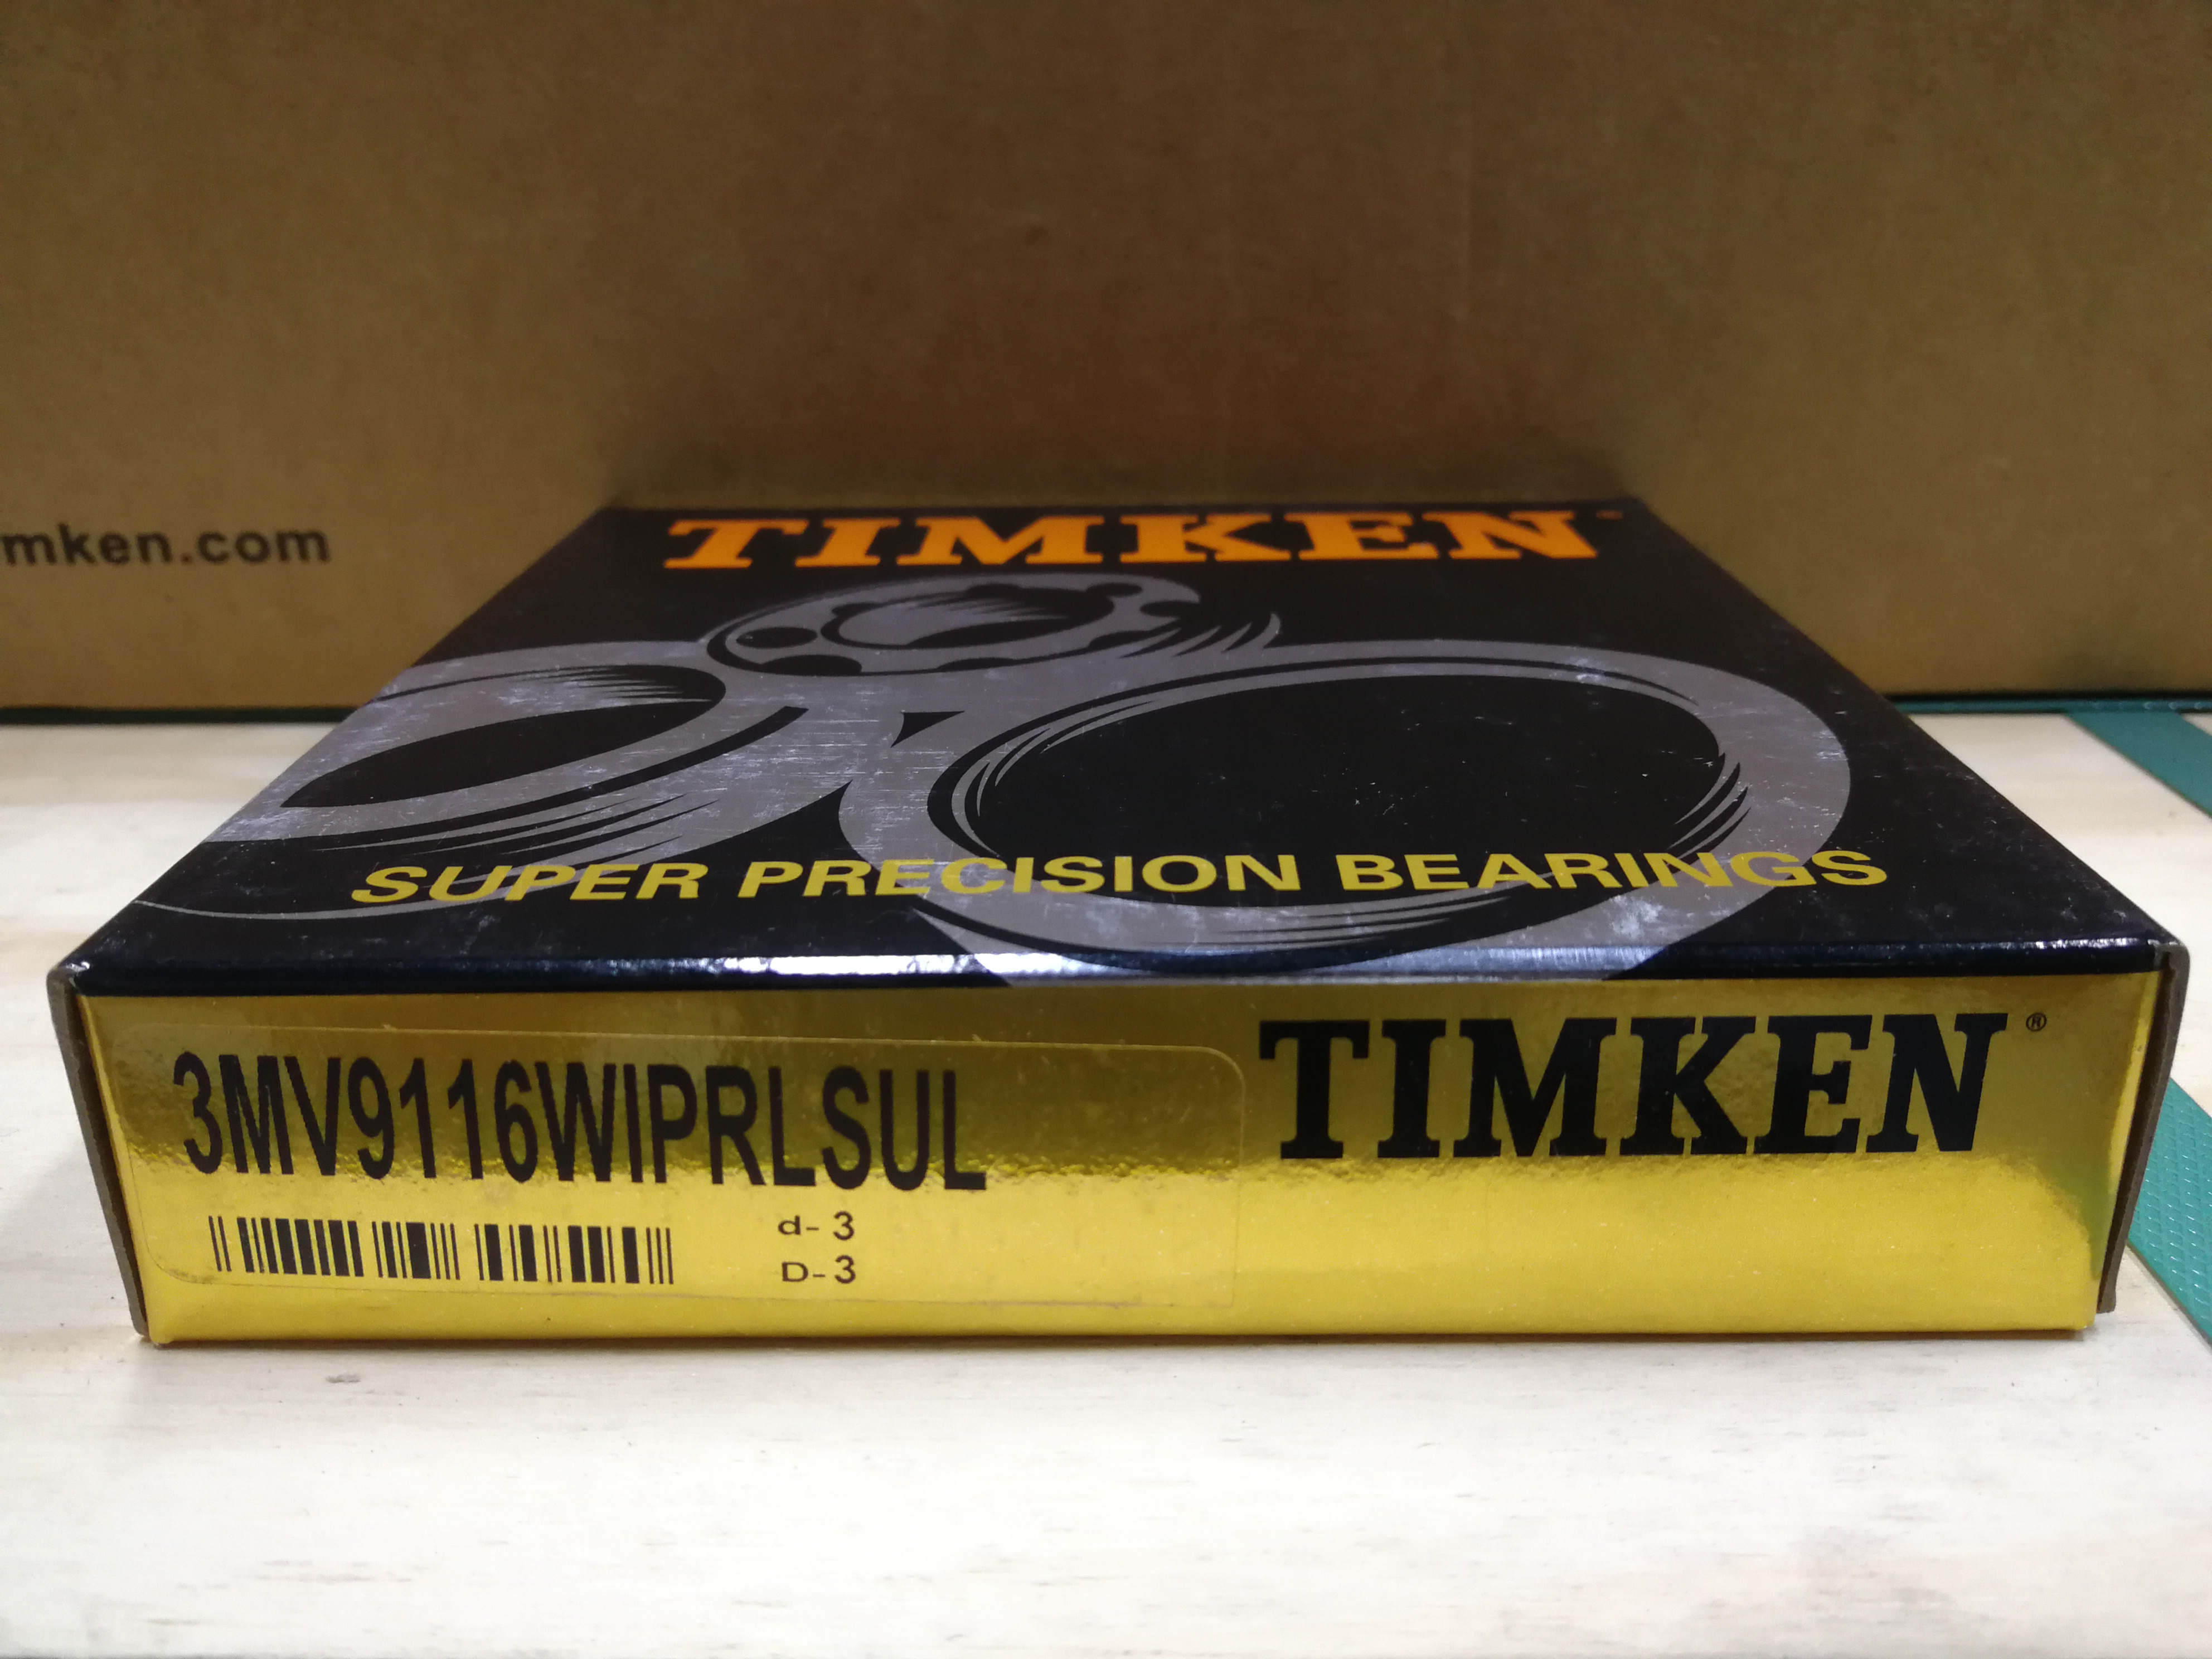 mken.com
TIMKEN
SUPER PRECISION BEARINGS
TIMKEN®
3MV9116WIPRLSUL
d- 3
D- 3